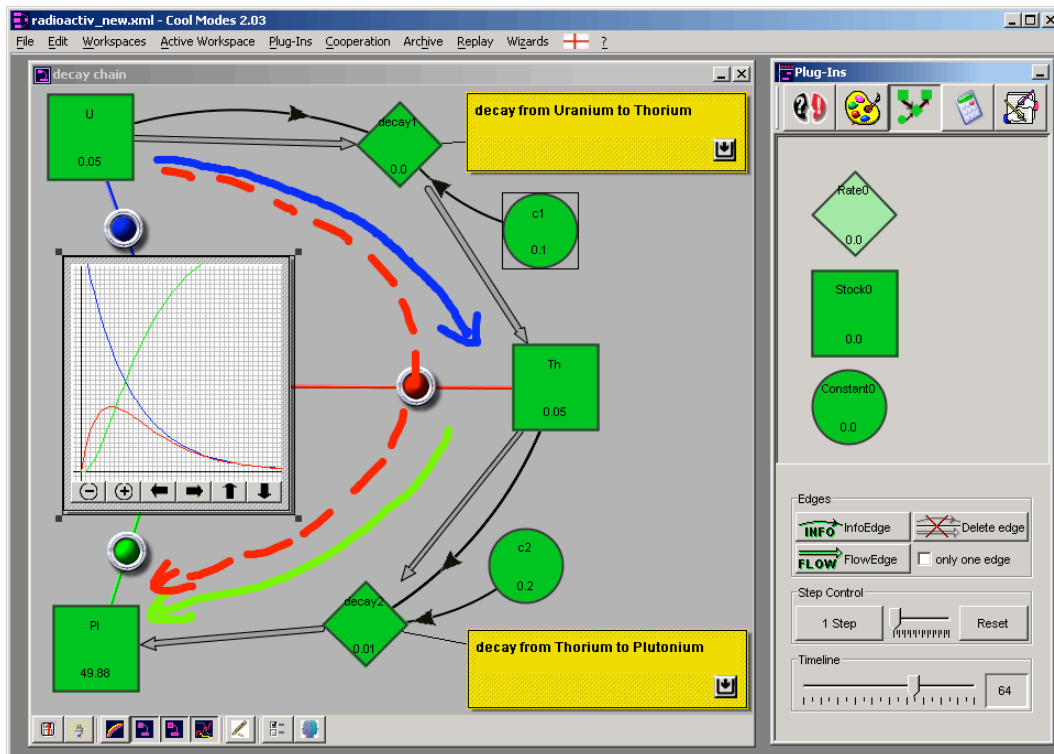 radioactiv_new.xml - Cool Modes 2.03
File Edit Workspaces Active Workspace Plug-Ins Cooperation Archive Replay Wizards ?
decay chain
U
0.05
decay1
0.0
decay from Uranium to Thorium
c1
0.1
Th
0.05
c2
0.2
decay2
0.01
decay from Thorium to Plutonium
Pl
49.88
Plug-Ins
Rate0
0.0
Stock0
0.0
Constant0
0.0
Edges
INFO InfoEdge
Delete edge
FLOW FlowEdge
only one edge
Step Control
1 Step
Reset
Timeline
64